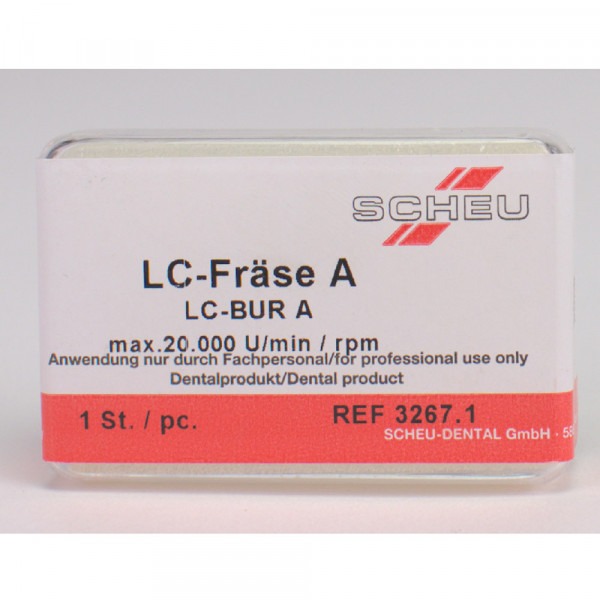 SCHEU
LC-Fräse A
LC-BUR A
max.20.000 U/min / rpm
Anwendung nur durch Fachpersonal/for professional use only
Dentalprodukt/Dental product
1 St. / pc.
REF 3267.1
SCHEU-DENTAL GmbH · 58